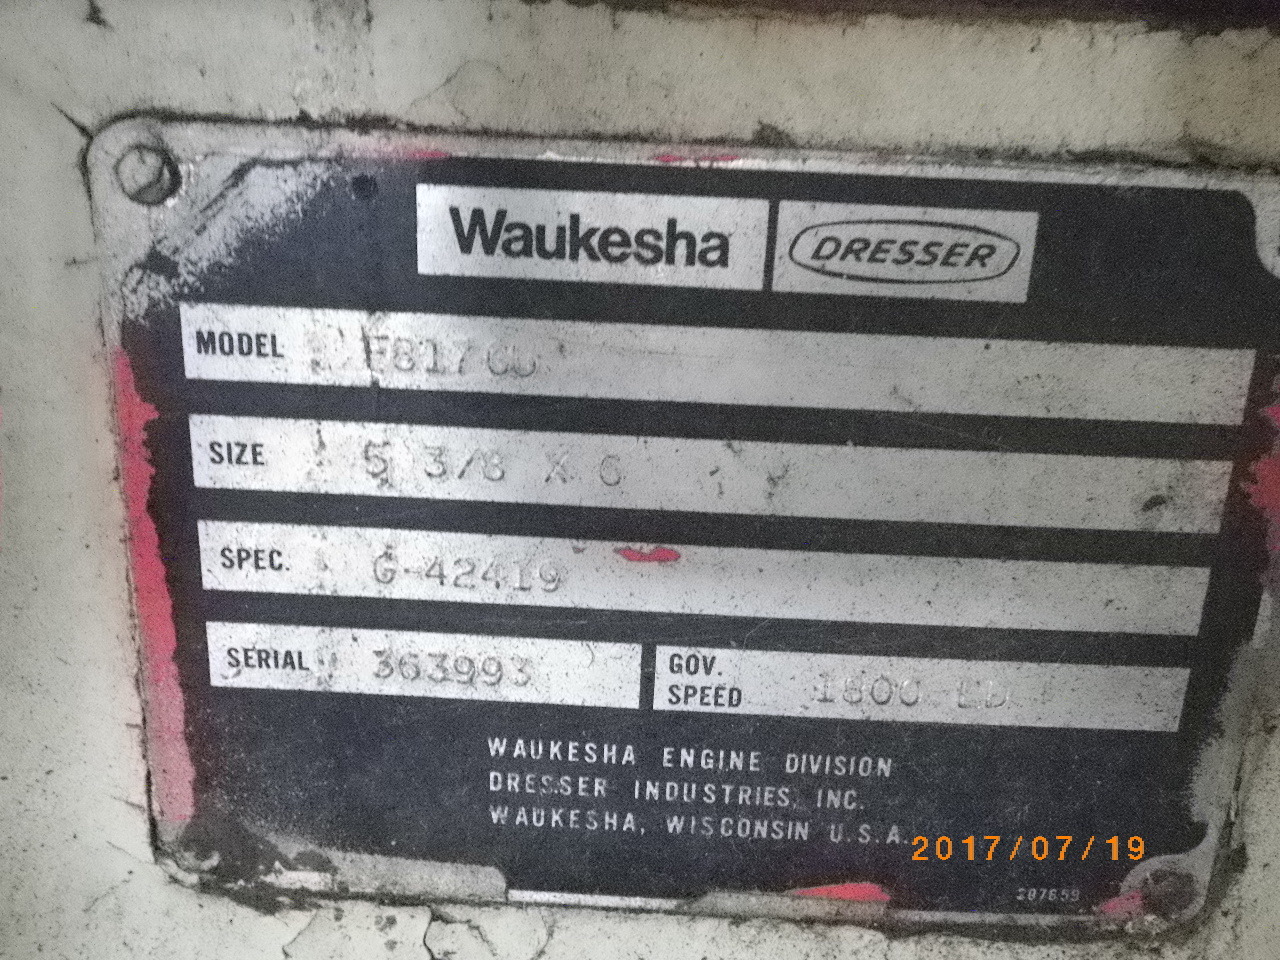 Waukesha DRESSER
MODEL F817GU
SIZE 5 3/8 X 6
SPEC. G-42419
SERIAL 363993
GOV. SPEED 1800 LD
WAUKESHA ENGINE DIVISION
DRESSER INDUSTRIES, INC.
WAUKESHA, WISCONSIN U.S.A.
2017/07/19